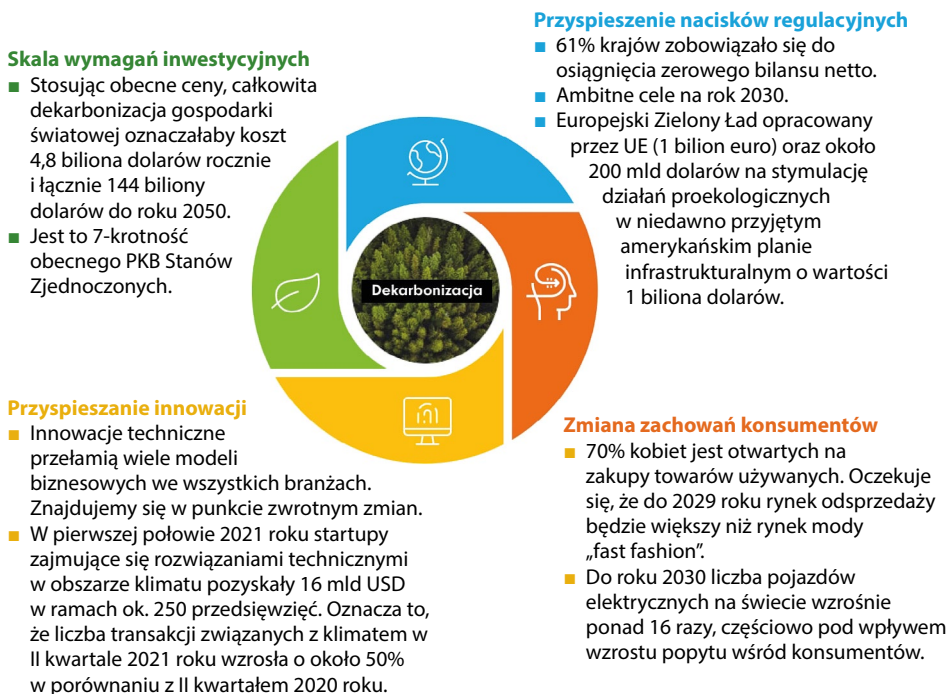 Skala wymagań inwestycyjnych
■ Stosując obecne ceny, całkowita
dekarbonizacja gospodarki
światowej oznaczałaby koszt
4,8 biliona dolarów rocznie
i łącznie 144 biliony
dolarów do roku 2050.
■ Jest to 7-krotność
obecnego PKB Stanów
Zjednoczonych.
Przyspieszenie nacisków regulacyjnych
■ 61% krajów zobowiązało się do
osiągnięcia zerowego bilansu netto.
■ Ambitne cele na rok 2030.
■ Europejski Zielony Ład opracowany
przez UE (1 bilion euro) oraz około
200 mld dolarów na stymulację
działań proekologicznych
w niedawno przyjętym
amerykańskim planie
infrastrukturalnym o wartości
1 biliona dolarów.
Dekarbonizacja
Przyspieszanie innowacji
■ Innowacje techniczne
przełamią wiele modeli
biznesowych we wszystkich branżach.
Znajdujemy się w punkcie zwrotnym zmian.
■ W pierwszej połowie 2021 roku startupy
zajmujące się rozwiązaniami technicznymi
w obszarze klimatu pozyskały 16 mld USD
w ramach ok. 250 przedsięwzięć. Oznacza to,
że liczba transakcji związanych z klimatem w
II kwartale 2021 roku wzrosła o około 50%
w porównaniu z II kwartałem 2020 roku.
Zmiana zachowań konsumentów
■ 70% kobiet jest otwartych na
zakupy towarów używanych. Oczekuje
się, że do 2029 roku rynek odsprzedaży
będzie większy niż rynek mody
„fast fashion”.
■ Do roku 2030 liczba pojazdów
elektrycznych na świecie wzrośnie
ponad 16 razy, częściowo pod wpływem
wzrostu popytu wśród konsumentów.